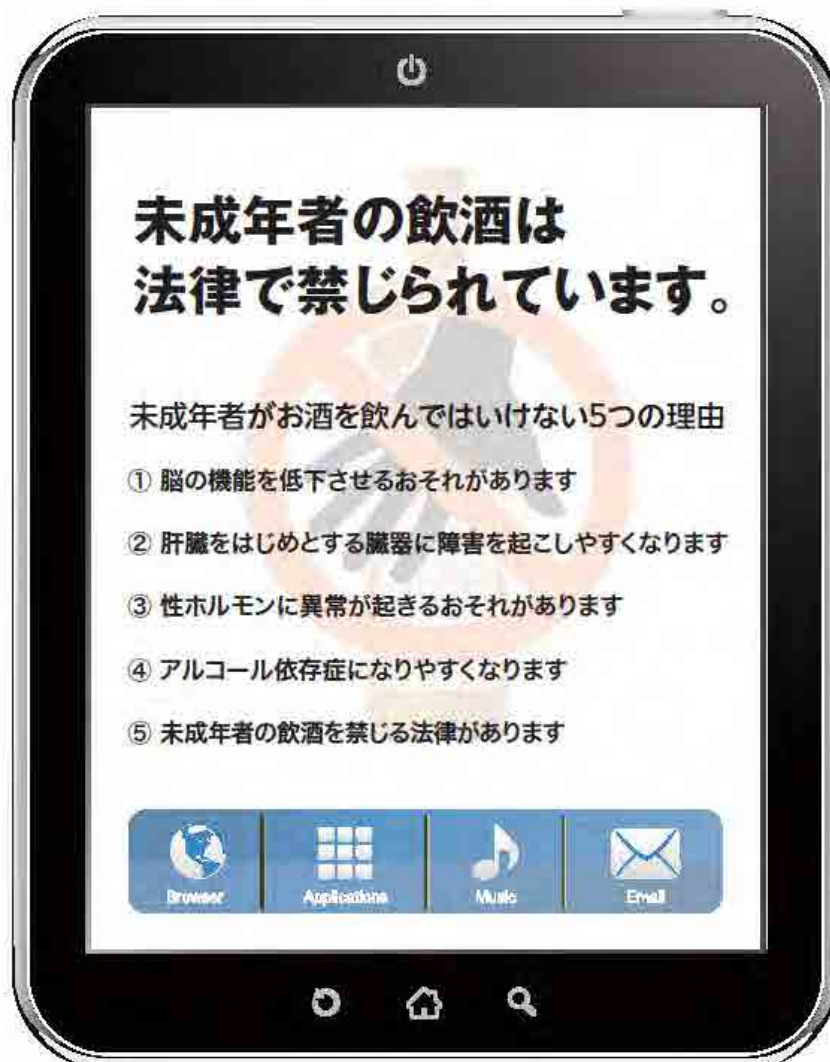 未成年者の飲酒は
法律で禁じられています。
未成年者がお酒を飲んではいけない5つの理由
① 脳の機能を低下させるおそれがあります
② 肝臓をはじめとする臓器に障害を起こしやすくなります
③ 性ホルモンに異常が起きるおそれがあります
④ アルコール依存症になりやすくなります
⑤ 未成年者の飲酒を禁じる法律があります
Browser Applications Music Email